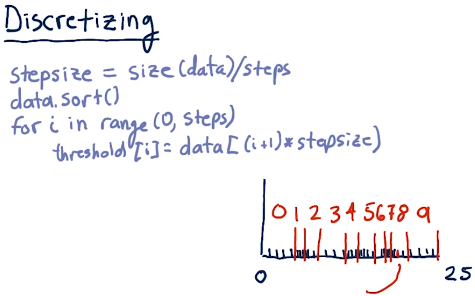 Discretizing
stepsize = size(data)/steps
data.sort()
for i in range(0, steps)
threshold[i]= data[(i+1)*stepsize)
0 1 2 3 4 5 6 7 8 9
0 25